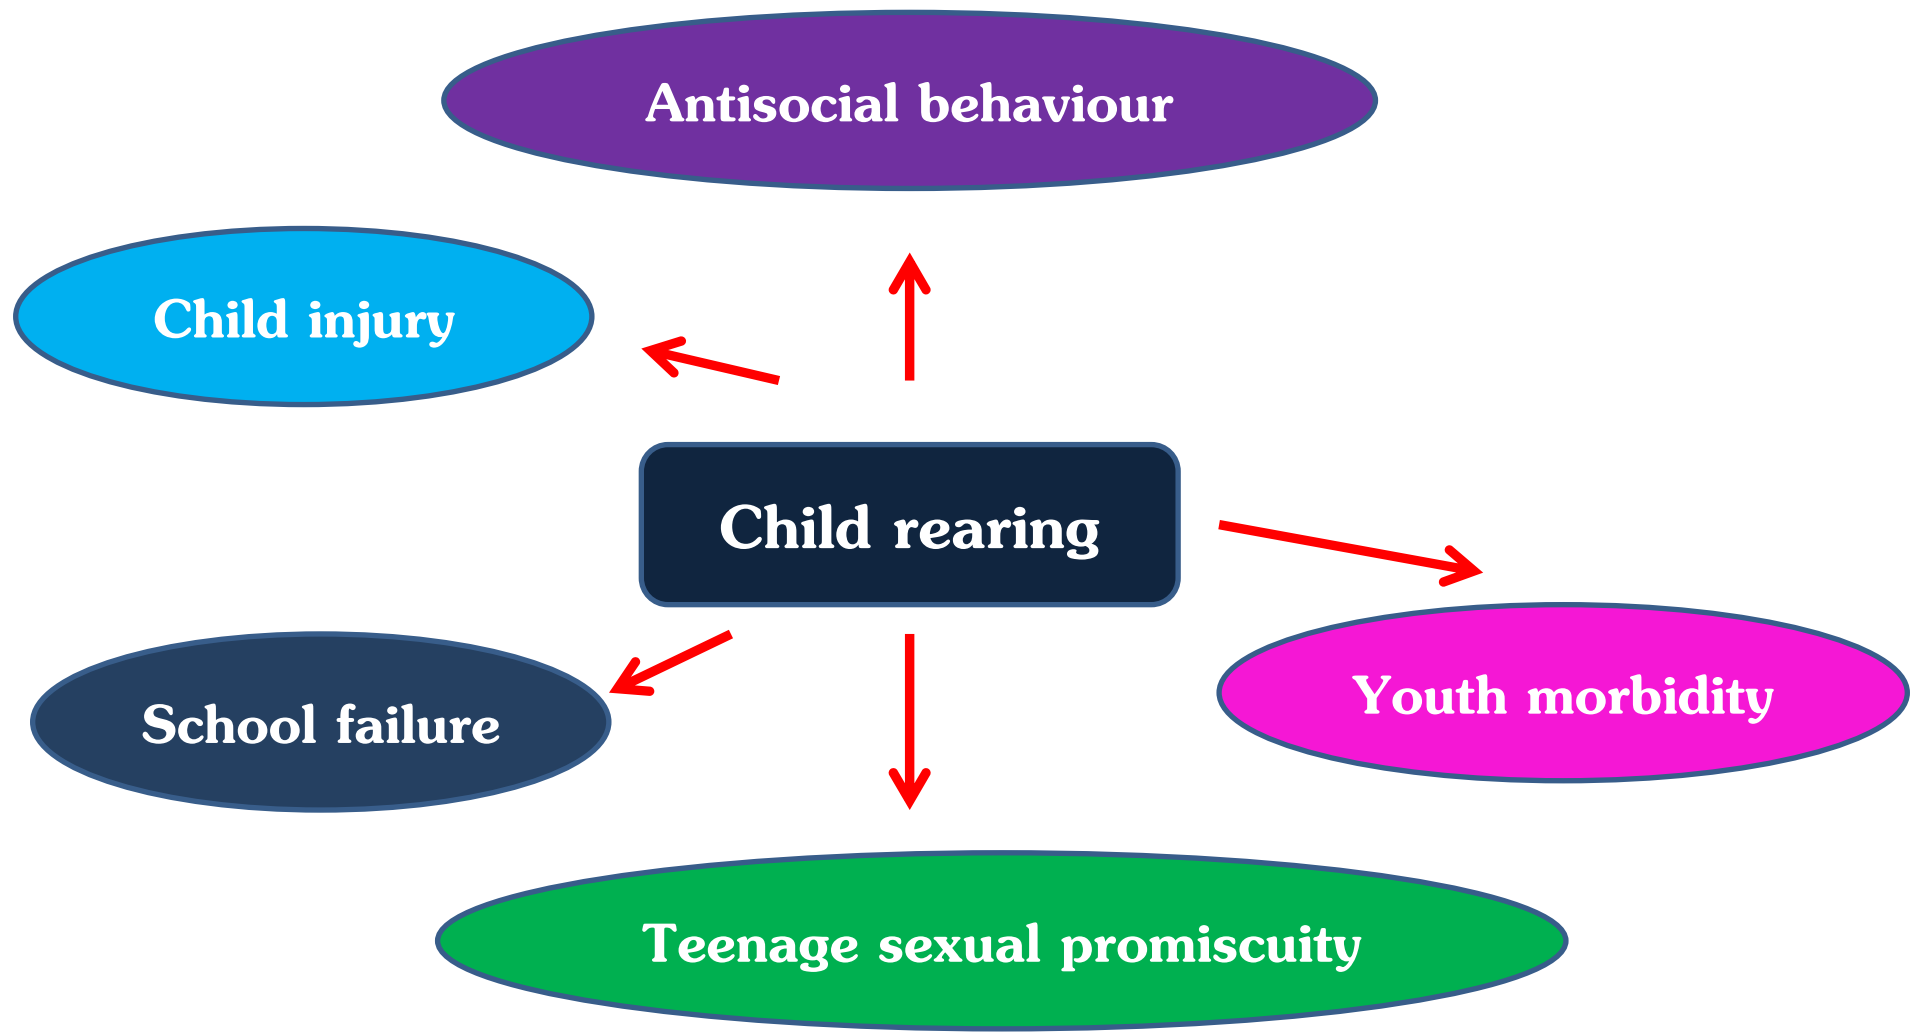 Antisocial behaviour
Child injury
Child rearing
School failure
Youth morbidity
Teenage sexual promiscuity